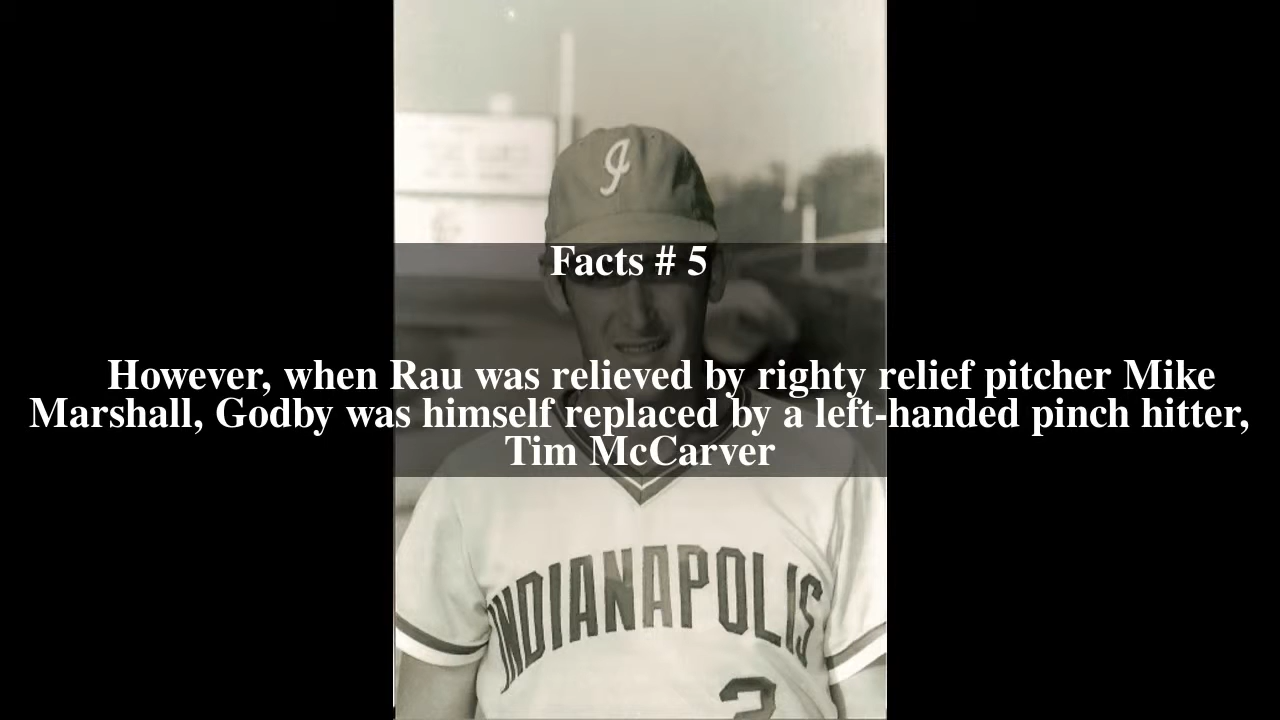 I
Facts # 5
However, when Rau was relieved by righty relief pitcher Mike
Marshall, Godby was himself replaced by a left-handed pinch hitter,
Tim McCarver
INDIANAPOLIS
2